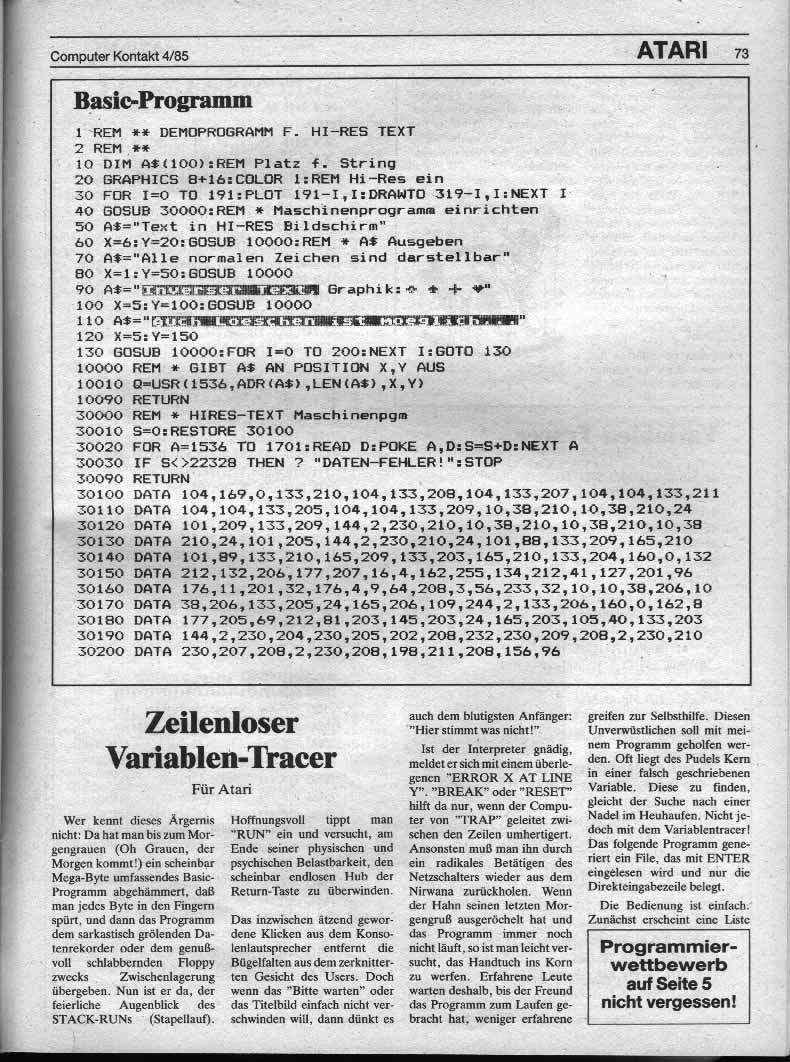 Computer Kontakt 4/85
ATARI 73
Basic-Programm
1 REM ** DEMOPROGRAMM F. HI-RES TEXT
2 REM **
10 DIM A$(100):REM Platz f. String
20 GRAPHICS 8+16:COLOR 1:REM Hi-Res ein
30 FOR I=0 TO 191:PLOT 191-I,I:DRAWTO 319-I,I:NEXT I
40 GOSUB 30000:REM * Maschinenprogramm einrichten
50 A$="Text in HI-RES Bildschirm"
60 X=6:Y=20:GOSUB 10000:REM * A$ Ausgeben
70 A$="Alle normalen Zeichen sind darstellbar"
80 X=1:Y=50:GOSUB 10000
90 A$=" Graphik:♣ ♠ + ♥"
100 X=5:Y=100:GOSUB 10000
110 A$="Auch Loeschen ist moeglich"
120 X=5:Y=150
130 GOSUB 10000:FOR I=0 TO 200:NEXT I:GOTO 130
10000 REM * GIBT A$ AN POSITION X,Y AUS
10010 Q=USR(1536,ADR(A$),LEN(A$),X,Y)
10090 RETURN
30000 REM * HIRES-TEXT Maschinenpgm
30010 S=0:RESTORE 30100
30020 FOR A=1536 TO 1701:READ D:POKE A,D:S=S+D:NEXT A
30030 IF S<>22328 THEN ? "DATEN-FEHLER!":STOP
30090 RETURN
30100 DATA 104,169,0,133,210,104,133,208,104,133,207,104,104,133,211
30110 DATA 104,104,133,205,104,104,133,209,10,38,210,10,38,210,24
30120 DATA 101,209,133,209,144,2,230,210,10,38,210,10,38,210,10,38
30130 DATA 210,24,101,205,144,2,230,210,24,101,88,133,209,165,210
30140 DATA 101,89,133,210,165,209,133,203,165,210,133,204,160,0,132
30150 DATA 212,132,206,177,207,16,4,162,255,134,212,41,127,201,96
30160 DATA 176,11,201,32,176,4,9,64,208,3,56,233,32,10,10,38,206,10
30170 DATA 38,206,133,205,24,165,206,109,244,2,133,206,160,0,162,8
30180 DATA 177,205,69,212,81,203,145,203,24,165,203,105,40,133,203
30190 DATA 144,2,230,204,230,205,202,208,232,230,209,208,2,230,210
30200 DATA 230,207,208,2,230,208,198,211,208,156,96
Zeilenloser
Variablen-Tracer
Für Atari
Wer kennt dieses Ärgernis
nicht: Da hat man bis zum Mor-
gengrauen (Oh Grauen, der
Morgen kommt!) ein scheinbar
Mega-Byte umfassendes Basic-
Programm abgehämmert, daß
man jedes Byte in den Fingern
spürt, und dann das Programm
dem sarkastisch grölenden Da-
tenrekorder oder dem genuß-
voll schlabbernden Floppy
zwecks Zwischenlagerung
übergeben. Nun ist er da, der
feierliche Augenblick des
STACK-RUNs (Stapellauf).
Hoffnungsvoll tippt man
"RUN" ein und versucht, am
Ende seiner physischen und
psychischen Belastbarkeit, den
scheinbar endlosen Hub der
Return-Taste zu überwinden.
Das inzwischen ätzend gewor-
dene Klicken aus dem Konso-
lenlautsprecher entfernt die
Bügelfalten aus dem zerknitter-
ten Gesicht des Users. Doch
wenn das "Bitte warten" oder
das Titelbild einfach nicht ver-
schwinden will, dann dünkt es
auch dem blutigsten Anfänger:
"Hier stimmt was nicht!"
Ist der Interpreter gnädig,
meldet er sich mit einem überle-
genen "ERROR X AT LINE
Y". "BREAK" oder "RESET"
hilft da nur, wenn der Compu-
ter von "TRAP" geleitet zwi-
schen den Zeilen umhertigert.
Ansonsten muß man ihn durch
ein radikales Betätigen des
Netzschalters wieder aus dem
Nirwana zurückholen. Wenn
der Hahn seinen letzten Mor-
gengruß ausgeröchelt hat und
das Programm immer noch
nicht läuft, so ist man leicht ver-
sucht, das Handtuch ins Korn
zu werfen. Erfahrene Leute
warten deshalb, bis der Freund
das Programm zum Laufen ge-
bracht hat, weniger erfahrene
greifen zur Selbsthilfe. Diesen
Unverwüstlichen soll mit mei-
nem Programm geholfen wer-
den. Oft liegt des Pudels Kern
in einer falsch geschriebenen
Variable. Diese zu finden,
gleicht der Suche nach einer
Nadel im Heuhaufen. Nicht je-
doch mit dem Variablentracer!
Das folgende Programm gene-
riert ein File, das mit ENTER
eingelesen wird und nur die
Direkteingabezeile belegt.
Die Bedienung ist einfach.
Zunächst erscheint eine Liste
Programmier-
wettbewerb
auf Seite 5
nicht vergessen!